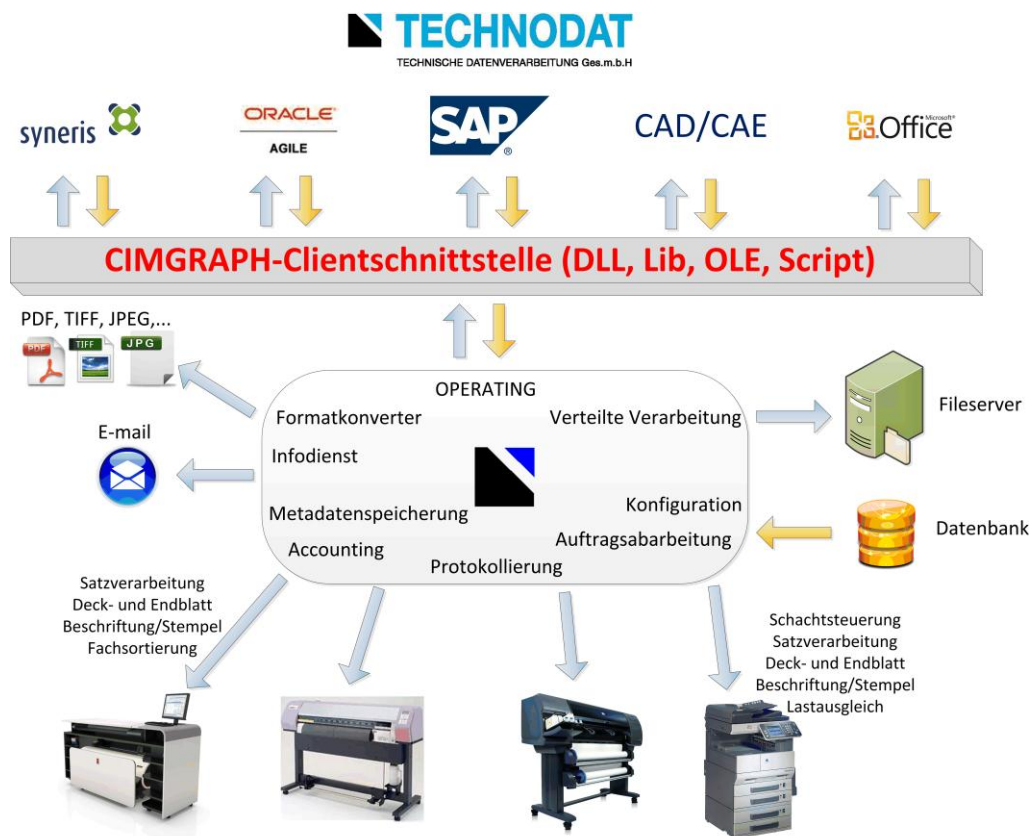 TECHNODAT
TECHNISCHE DATENVERARBEITUNG Ges.m.b.H
syneris
ORACLE®
AGILE
SAP®
CAD/CAE
Microsoft®
Office
CIMGRAPH-Clientschnittstelle (DLL, Lib, OLE, Script)
PDF, TIFF, JPEG,...
PDF
TIFF
JPG
E-mail
OPERATING
Formatkonverter
Verteilte Verarbeitung
Infodienst
Konfiguration
Metadatenspeicherung
Auftragsabarbeitung
Accounting
Protokollierung
Fileserver
Datenbank
Satzverarbeitung
Deck- und Endblatt
Beschriftung/Stempel
Fachsortierung
Schachtsteuerung
Satzverarbeitung
Deck- und Endblatt
Beschriftung/Stempel
Lastausgleich